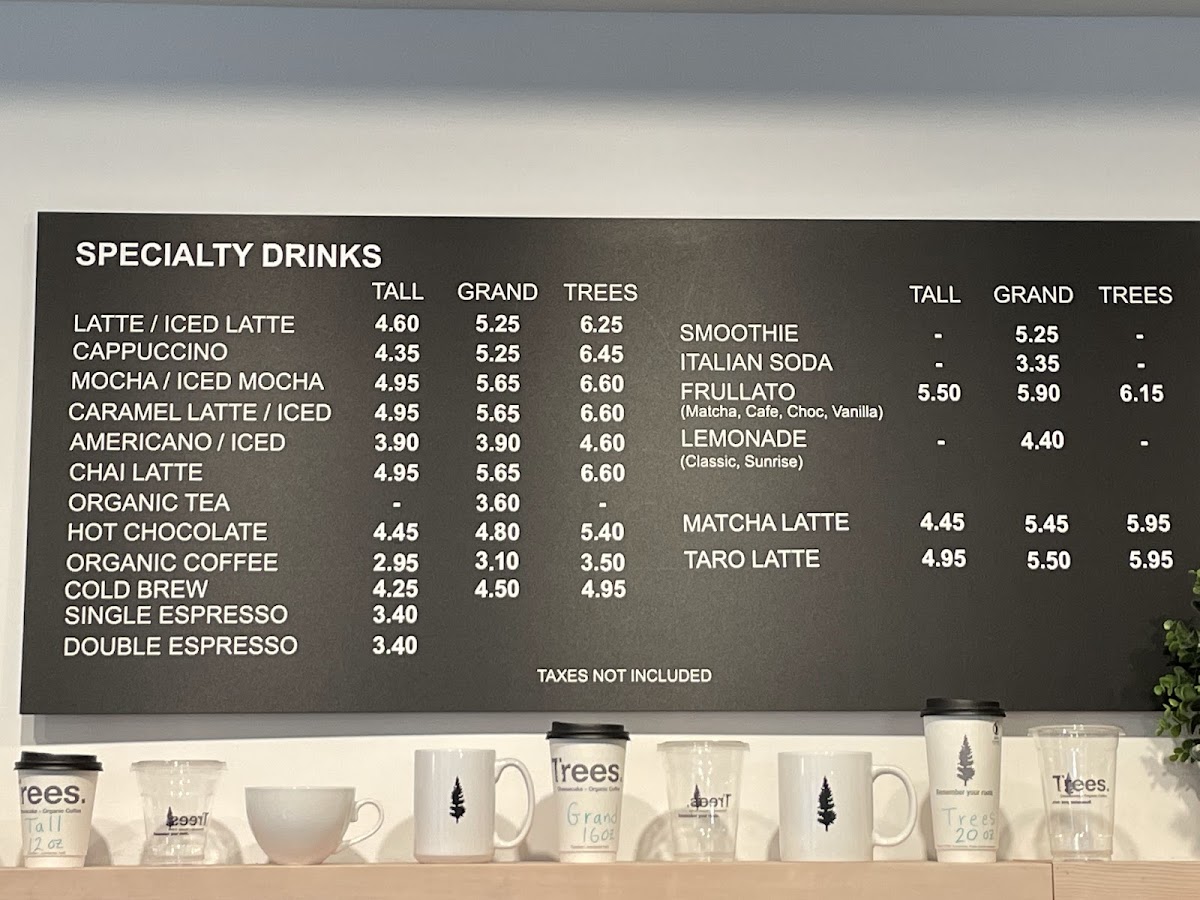 SPECIALTY DRINKS
TALL GRAND TREES
LATTE / ICED LATTE 4.60 5.25 6.25
CAPPUCCINO 4.35 5.25 6.45
MOCHA / ICED MOCHA 4.95 5.65 6.60
CARAMEL LATTE / ICED 4.95 5.65 6.60
AMERICANO / ICED 3.90 3.90 4.60
CHAI LATTE 4.95 5.65 6.60
ORGANIC TEA - 3.60 -
HOT CHOCOLATE 4.45 4.80 5.40
ORGANIC COFFEE 2.95 3.10 3.50
COLD BREW 4.25 4.50 4.95
SINGLE ESPRESSO 3.40
DOUBLE ESPRESSO 3.40
TALL GRAND TREES
SMOOTHIE - 5.25 -
ITALIAN SODA - 3.35 -
FRULLATO 5.50 5.90 6.15
(Matcha, Cafe, Choc, Vanilla)
LEMONADE - 4.40 -
(Classic, Sunrise)
MATCHA LATTE 4.45 5.45 5.95
TARO LATTE 4.95 5.50 5.95
TAXES NOT INCLUDED
rees.
Tall
12 oz
Trees.
Trees.
Grand
16oz
Trees.
Remember your roots
Trees
20 oz
Trees.